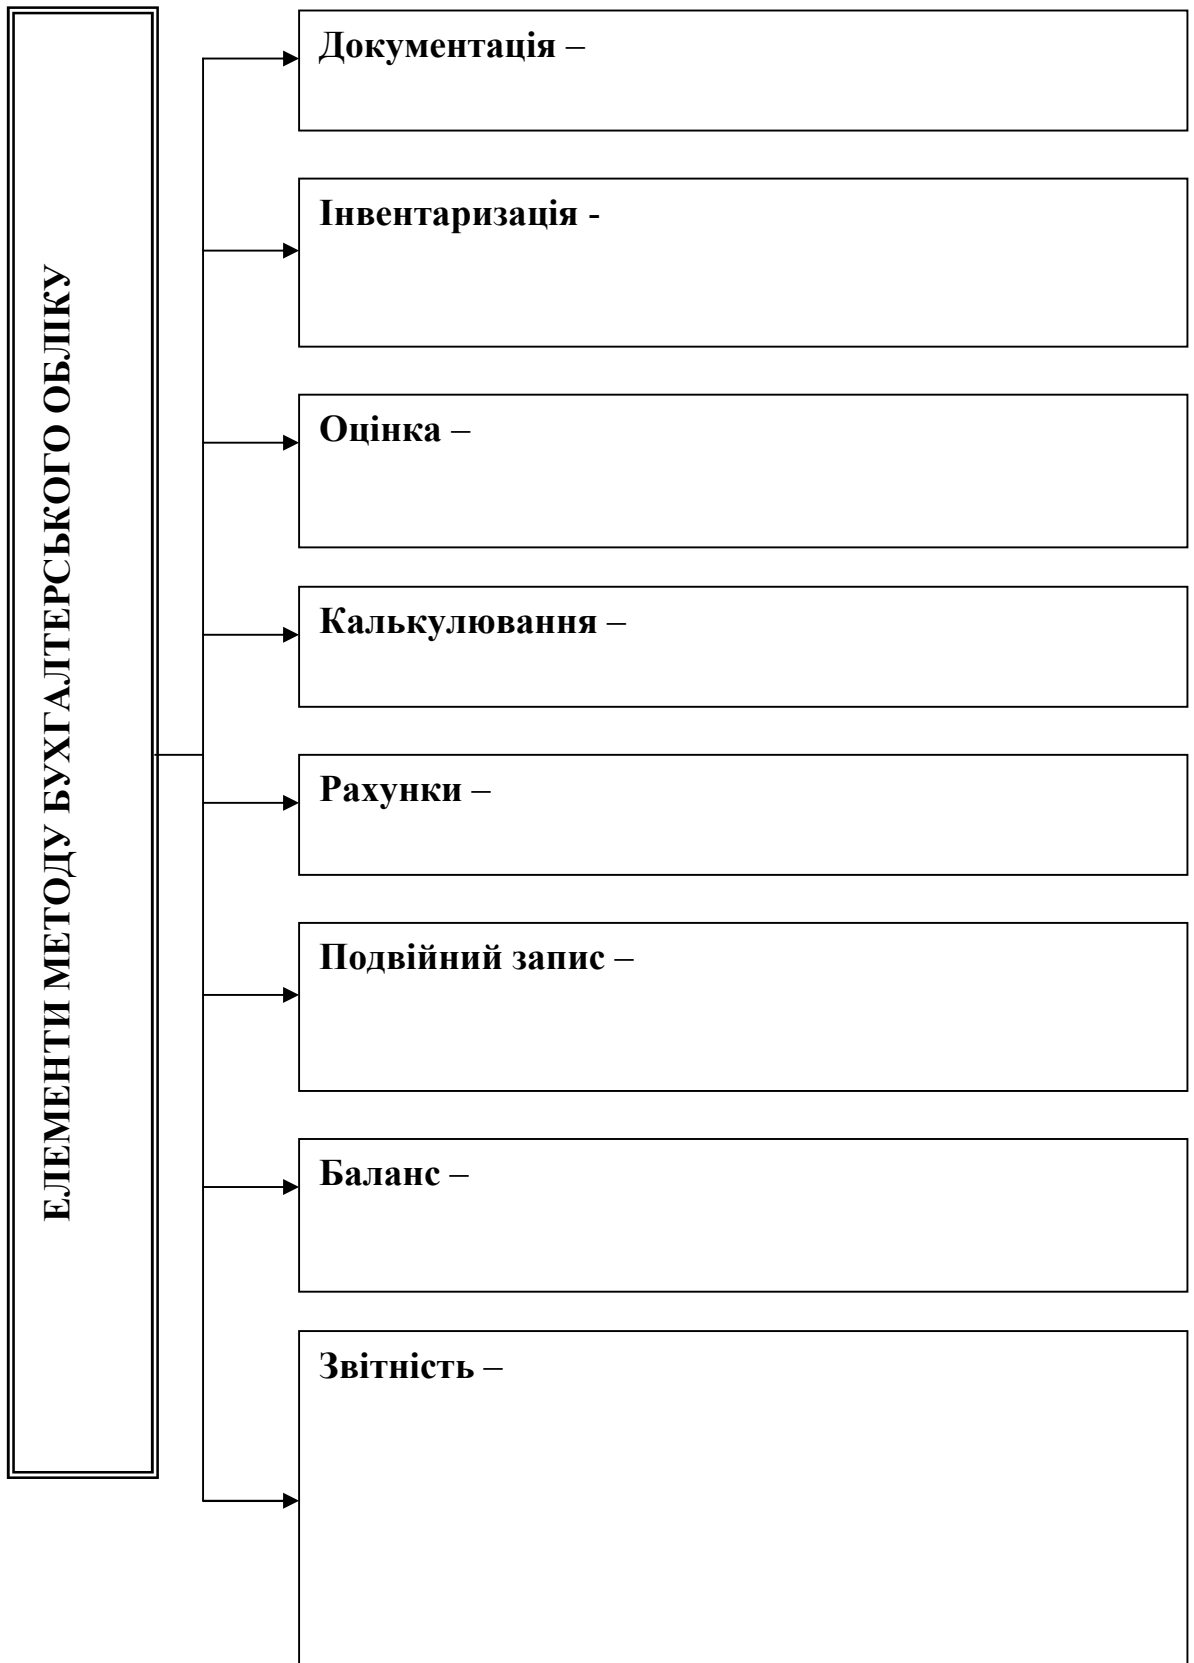 ЕЛЕМЕНТИ МЕТОДУ БУХГАЛТЕРСЬКОГО ОБЛІКУ
Документація –
Інвентаризація -
Оцінка –
Калькулювання –
Рахунки –
Подвійний запис –
Баланс –
Звітність –